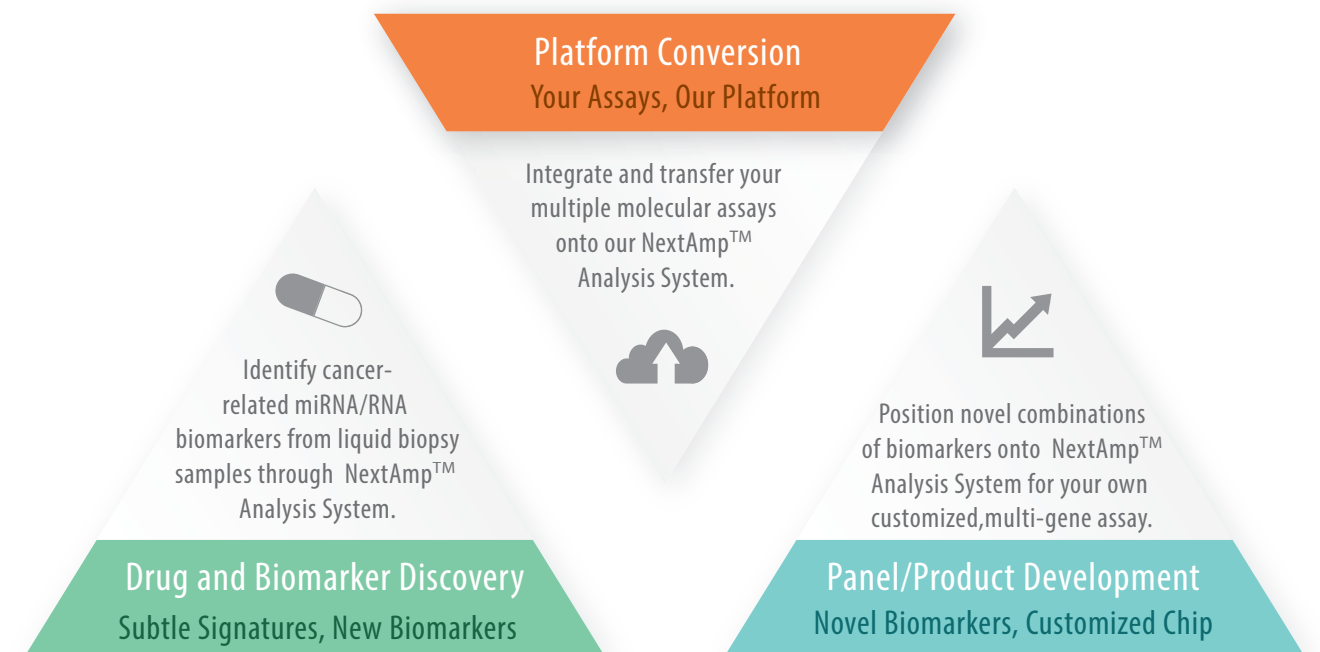 Platform Conversion
Your Assays, Our Platform
Integrate and transfer your
multiple molecular assays
onto our NextAmp™
Analysis System.
Identify cancer-
related miRNA/RNA
biomarkers from liquid biopsy
samples through NextAmp™
Analysis System.
Drug and Biomarker Discovery
Subtle Signatures, New Biomarkers
Position novel combinations
of biomarkers onto NextAmp™
Analysis System for your own
customized,multi-gene assay.
Panel/Product Development
Novel Biomarkers, Customized Chip